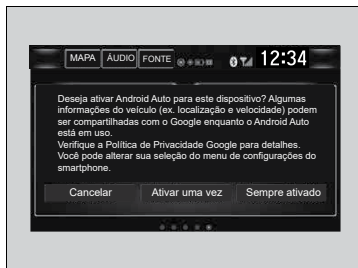 MAPA ÁUDIO FONTE 12:34
Deseja ativar Android Auto para este dispositivo? Algumas
informações do veículo (ex. localização e
velocidade) podem
ser compartilhadas com o Google enquanto o Android Auto
está em uso.
Verifique a Política de Privacidade Google para detalhes.
Você pode alterar sua seleção do menu de configurações do
smartphone.
Cancelar Ativar uma vez Sempre ativado